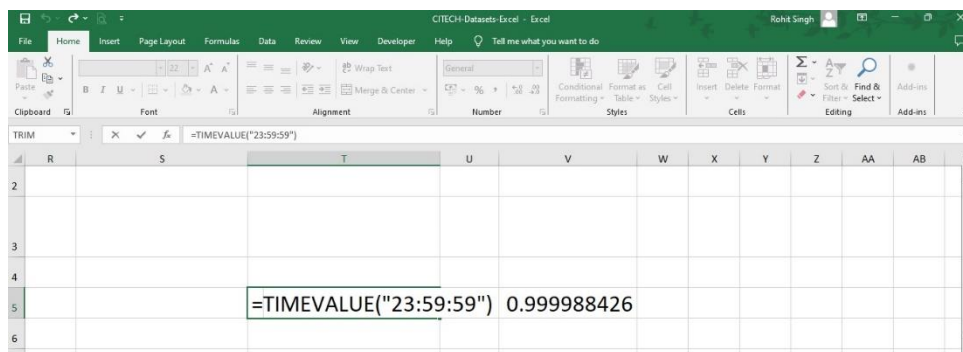 CITECH-Datasets-Excel - Excel
Rohit Singh
File Home Insert Page Layout Formulas Data Review View Developer Help Tell me what you want to do
Paste
22 A A
Wrap Text
General
B I U A
Merge & Center
% ,
Conditional Formatting
Format as Table
Cell Styles
Insert Delete Format
Sort & Filter
Find & Select
Add-ins
Clipboard Font Alignment Number Styles Cells Editing Add-ins
TRIM fx =TIMEVALUE("23:59:59")
R S T U V W X Y Z AA AB
2
3
4
5 =TIMEVALUE("23:59:59") 0.999988426
6